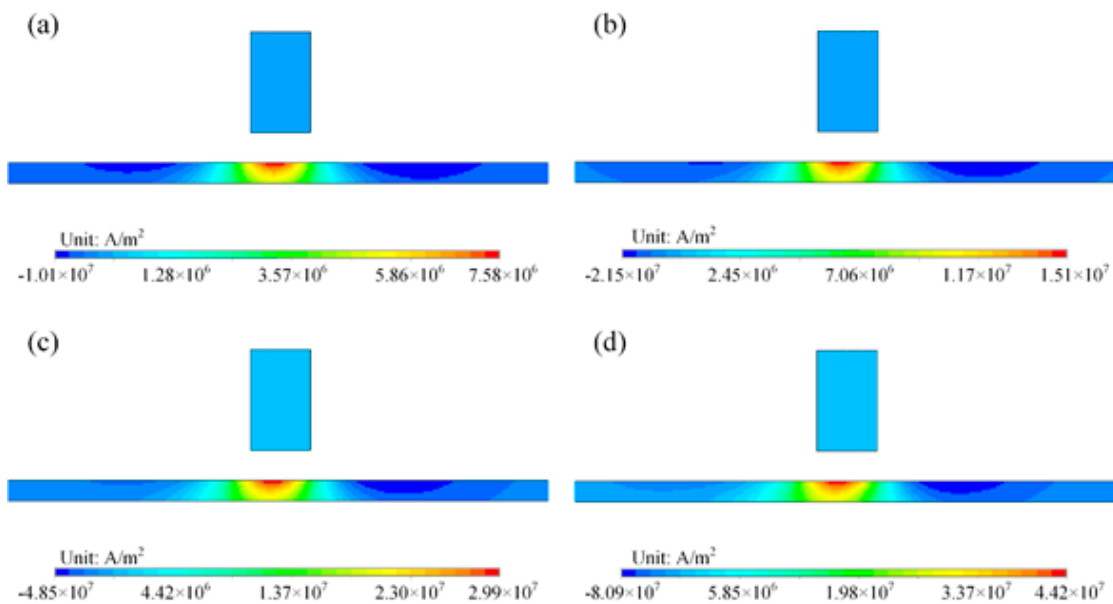 (a)
(b)
Unit: A/m²
-1.01×10⁷ 1.28×10⁶ 3.57×10⁶ 5.86×10⁶ 7.58×10⁶
Unit: A/m²
-2.15×10⁷ 2.45×10⁶ 7.06×10⁶ 1.17×10⁷ 1.51×10⁷
(c)
(d)
Unit: A/m²
-4.85×10⁷ 4.42×10⁶ 1.37×10⁷ 2.30×10⁷ 2.99×10⁷
Unit: A/m²
-8.09×10⁷ 5.85×10⁶ 1.98×10⁷ 3.37×10⁷ 4.42×10⁷